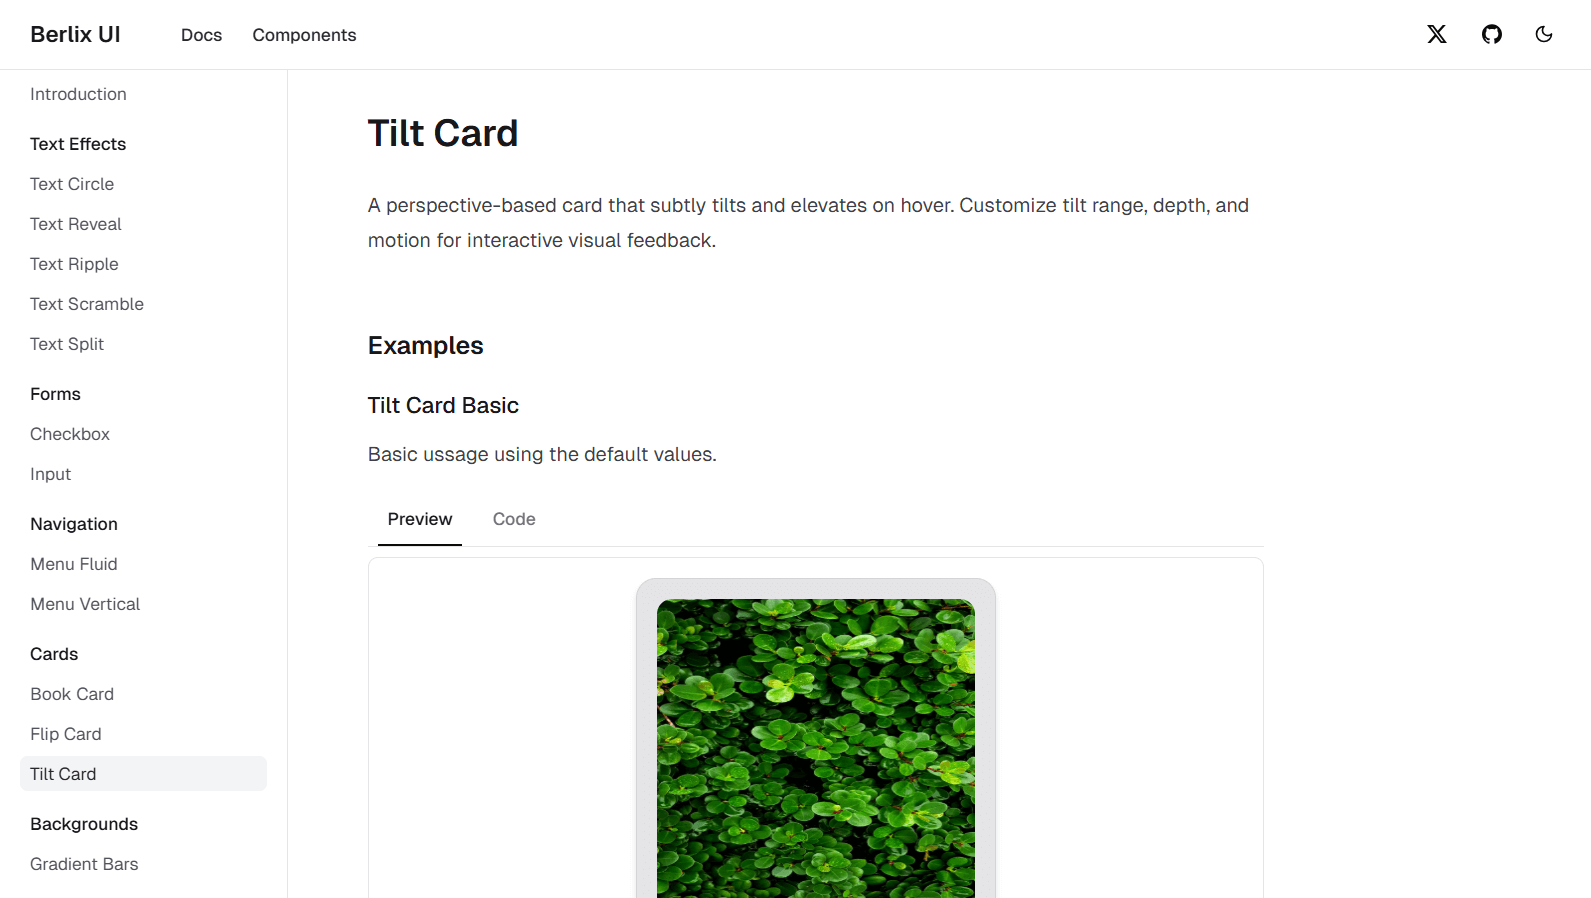 Berlix UI
Docs
Components
Introduction
Text Effects
Text Circle
Text Reveal
Text Ripple
Text Scramble
Text Split
Forms
Checkbox
Input
Navigation
Menu Fluid
Menu Vertical
Cards
Book Card
Flip Card
Tilt Card
Backgrounds
Gradient Bars
Tilt Card
A perspective-based card that subtly tilts and elevates on hover. Customize tilt range, depth, and
motion for interactive visual feedback.
Examples
Tilt Card Basic
Basic ussage using the default values.
Preview
Code